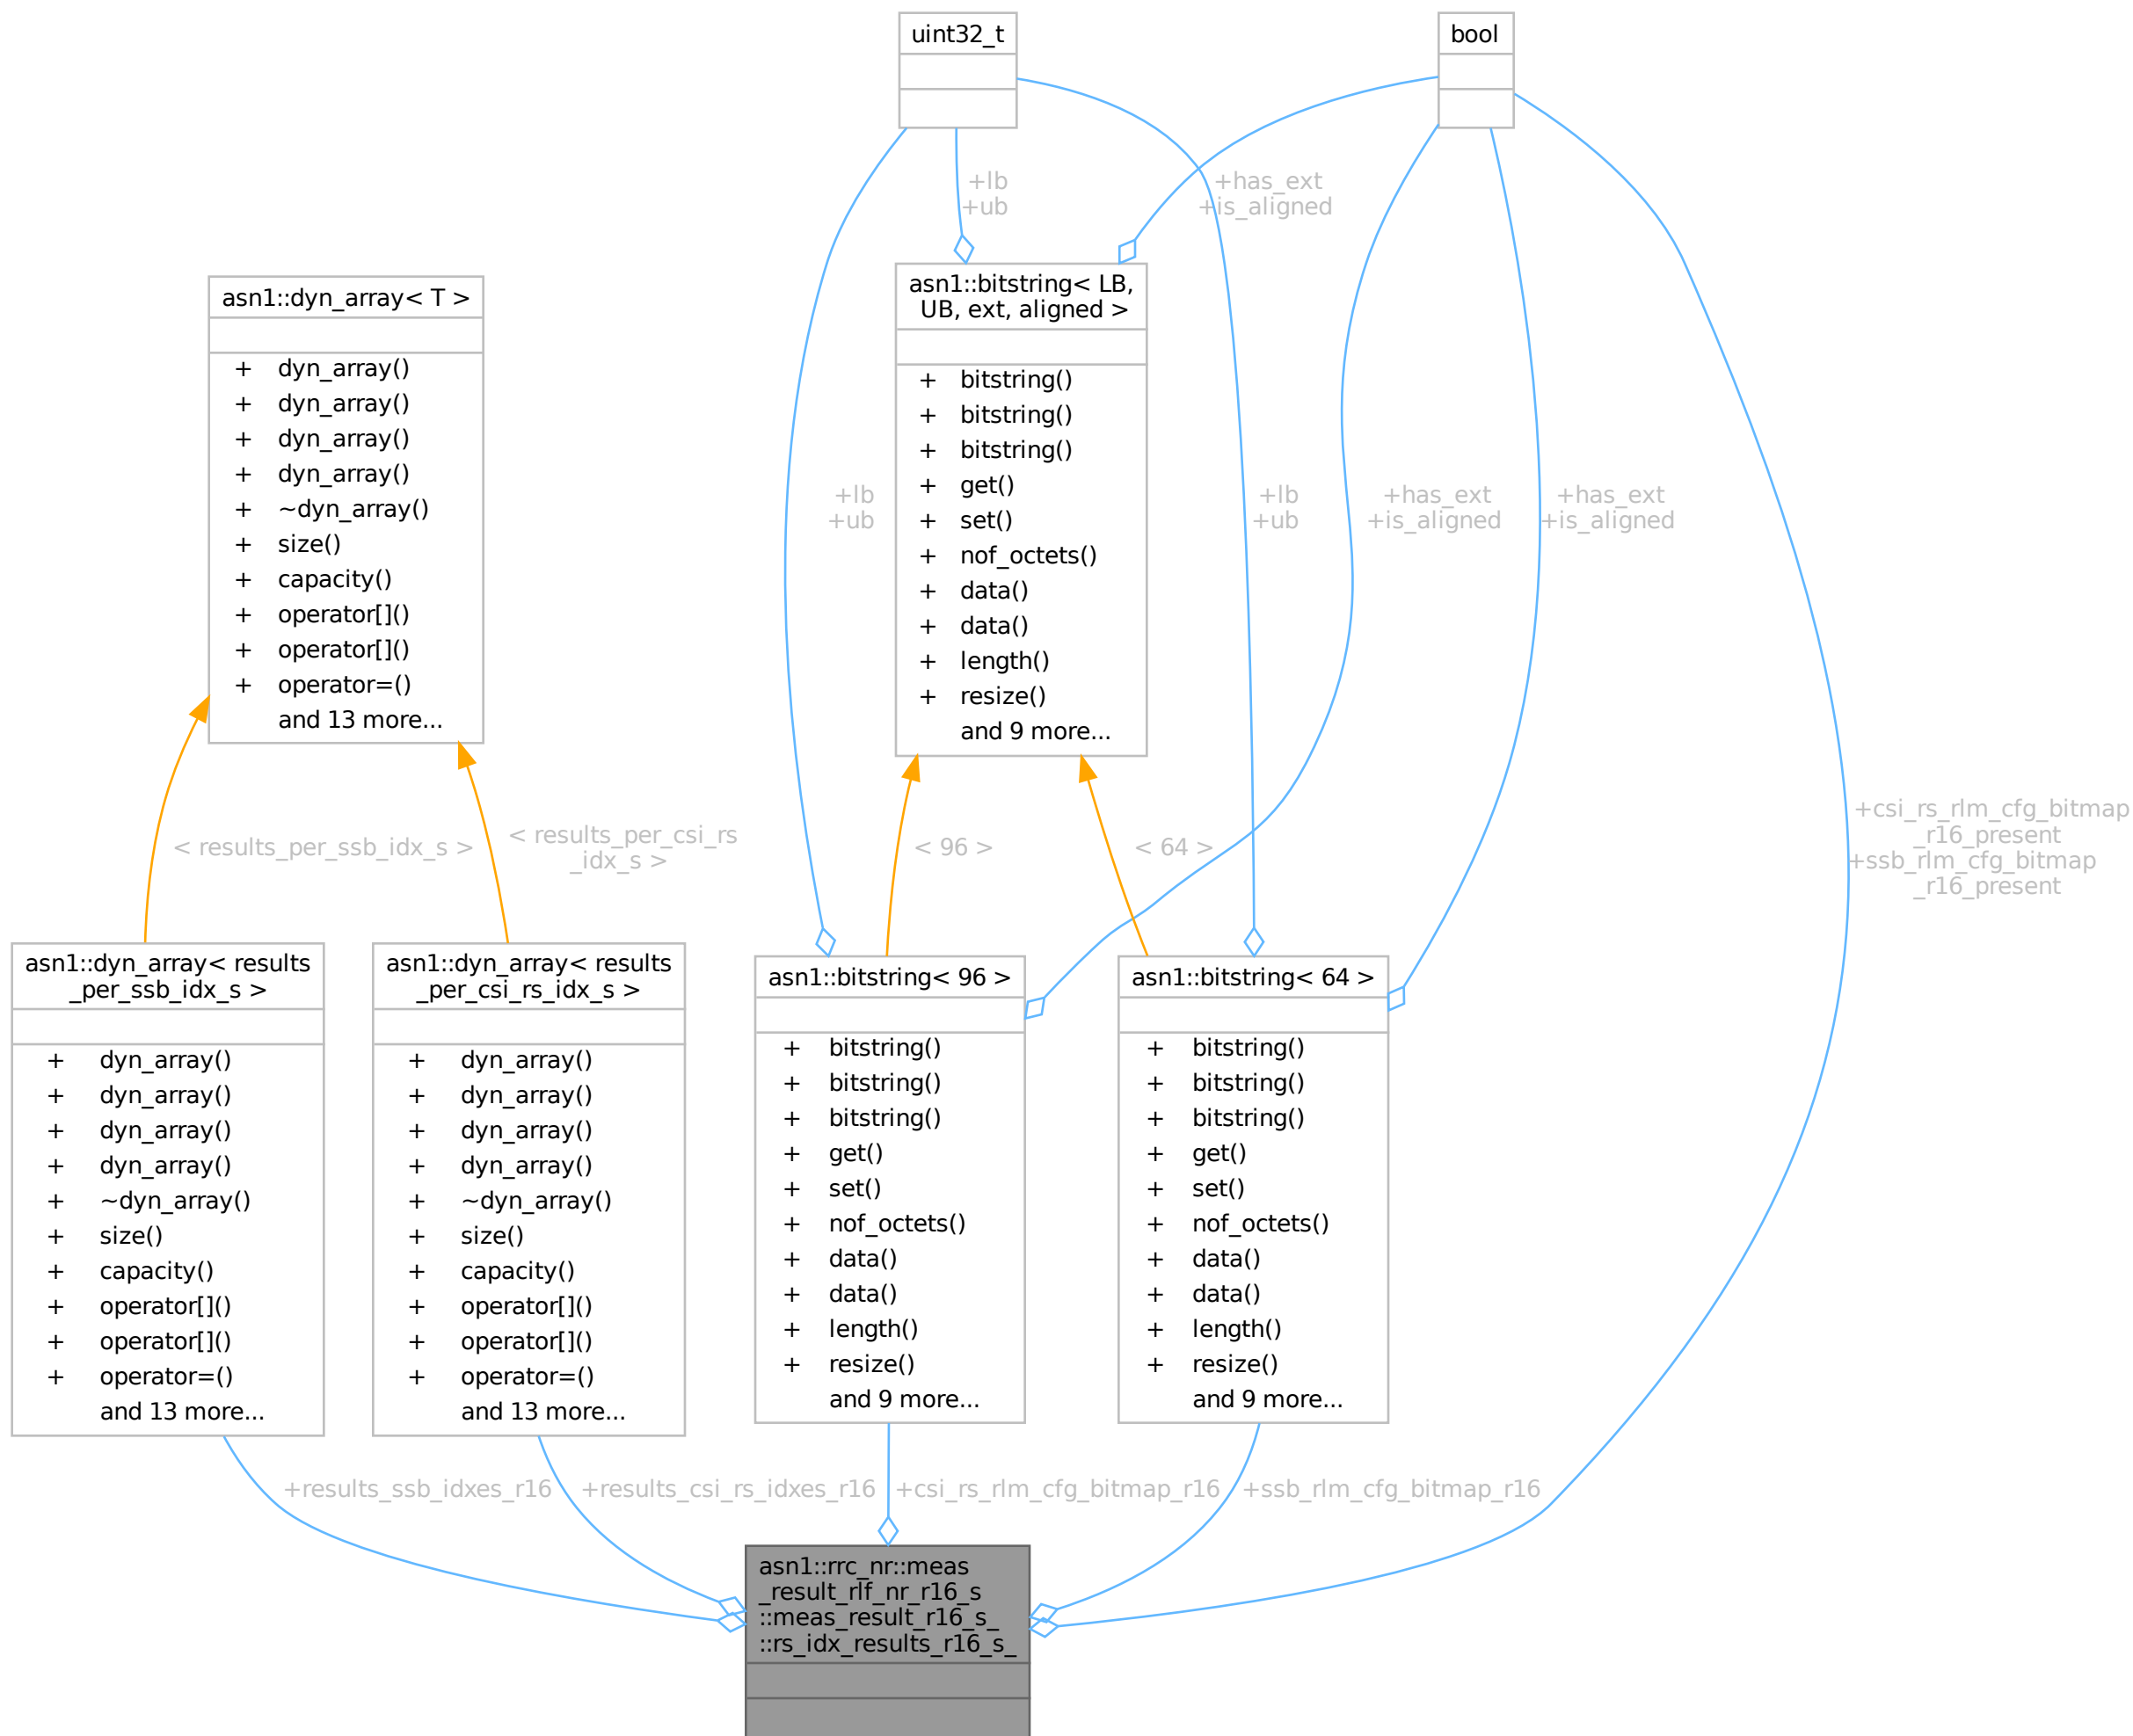 uint32_t
bool
+lb
+ub
+has_ext
+is_aligned
asn1::dyn_array< T >
+ dyn_array()
+ dyn_array()
+ dyn_array()
+ dyn_array()
+ ~dyn_array()
+ size()
+ capacity()
+ operator[]()
+ operator[]()
+ operator=()
and 13 more...
asn1::bitstring< LB,
UB, ext, aligned >
+ bitstring()
+ bitstring()
+ bitstring()
+ get()
+ set()
+ nof_octets()
+ data()
+ data()
+ length()
+ resize()
and 9 more...
+lb
+ub
+lb
+ub
+has_ext
+is_aligned
+has_ext
+is_aligned
< results_per_ssb_idx_s >
< results_per_csi_rs
_idx_s >
< 96 >
< 64 >
+csi_rs_rlm_cfg_bitmap
_r16_present
+ssb_rlm_cfg_bitmap
_r16_present
asn1::dyn_array< results
_per_ssb_idx_s >
+ dyn_array()
+ dyn_array()
+ dyn_array()
+ dyn_array()
+ ~dyn_array()
+ size()
+ capacity()
+ operator[]()
+ operator[]()
+ operator=()
and 13 more...
asn1::dyn_array< results
_per_csi_rs_idx_s >
+ dyn_array()
+ dyn_array()
+ dyn_array()
+ dyn_array()
+ ~dyn_array()
+ size()
+ capacity()
+ operator[]()
+ operator[]()
+ operator=()
and 13 more...
asn1::bitstring< 96 >
+ bitstring()
+ bitstring()
+ bitstring()
+ get()
+ set()
+ nof_octets()
+ data()
+ data()
+ length()
+ resize()
and 9 more...
asn1::bitstring< 64 >
+ bitstring()
+ bitstring()
+ bitstring()
+ get()
+ set()
+ nof_octets()
+ data()
+ data()
+ length()
+ resize()
and 9 more...
+results_ssb_idxes_r16
+results_csi_rs_idxes_r16
+csi_rs_rlm_cfg_bitmap_r16
+ssb_rlm_cfg_bitmap_r16
asn1::rrc_nr::meas
_result_rlf_nr_r16_s
::meas_result_r16_s_
::rs_idx_results_r16_s_